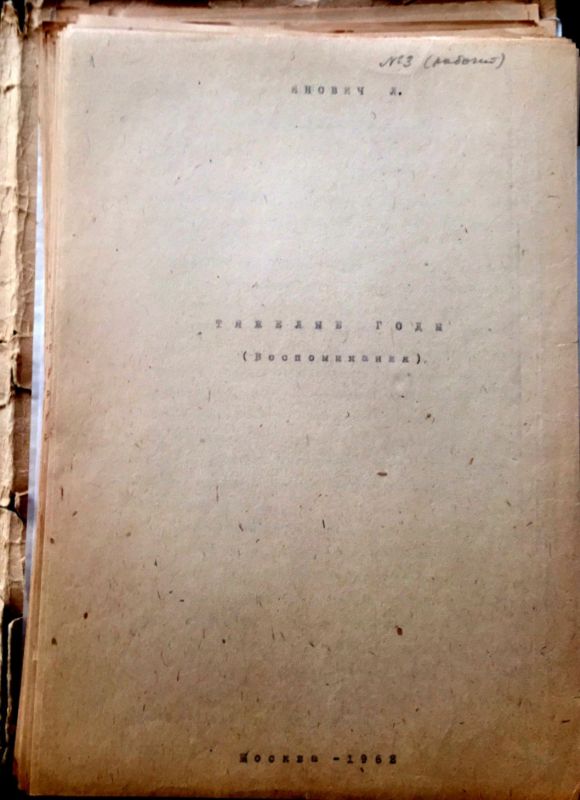 №3 (рабочий)
ЯНОВИЧ Л.
ТЯЖЕЛЫЕ ГОДЫ
(Воспоминания).
Москва - 1962